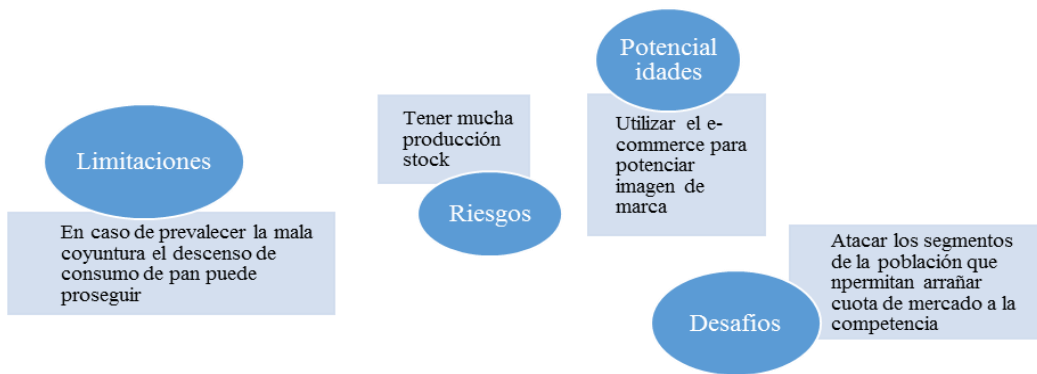 Limitaciones
En caso de prevalecer la mala
coyuntura el descenso de
consumo de pan puede
proseguir
Tener mucha
producción
stock
Riesgos
Potencial
idades
Utilizar el e-
commerce para
potenciar
imagen de
marca
Desafíos
Atacar los segmentos
de la población que
npermitan arrañar
cuota de mercado a la
competencia